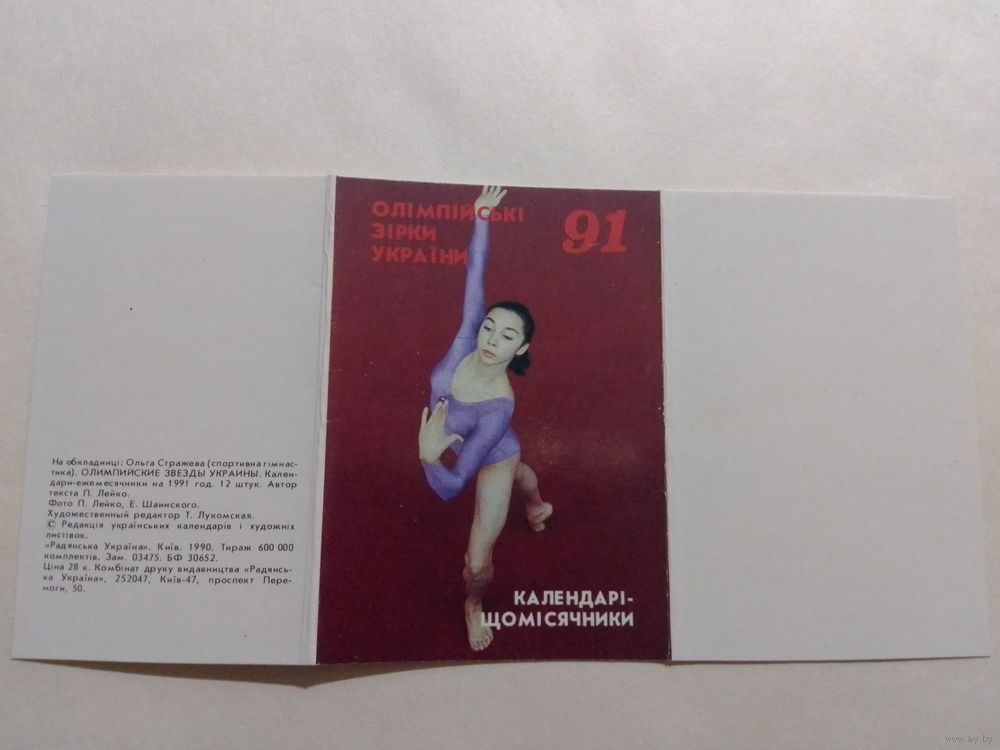 ОЛІМПІЙСЬКІ
ЗІРКИ
УКРАЇНИ
91
КАЛЕНДАРІ-
ЩОМІСЯЧНИКИ
На обкладинці: Ольга Стражева (спортивна гімнас-
тика). ОЛИМПИЙСКИЕ ЗВЕЗДЫ УКРАИНЫ. Кален-
дари-ежемесячники на 1991 год. 12 штук. Автор
текста П. Лейко.
Фото П. Лейко, Е. Шаинского.
Художественный редактор Т. Лукомская.
© Редакція українських календарів і художніх
листівок.
«Радянська Україна». Київ. 1990. Тираж 600 000
комплектів. Зам. 03475. БФ 30652.
Ціна 28 к. Комбінат друку видавництва «Радянсь-
ка Україна», 252047, Київ-47, проспект Пере-
моги, 50.
www.ay.by